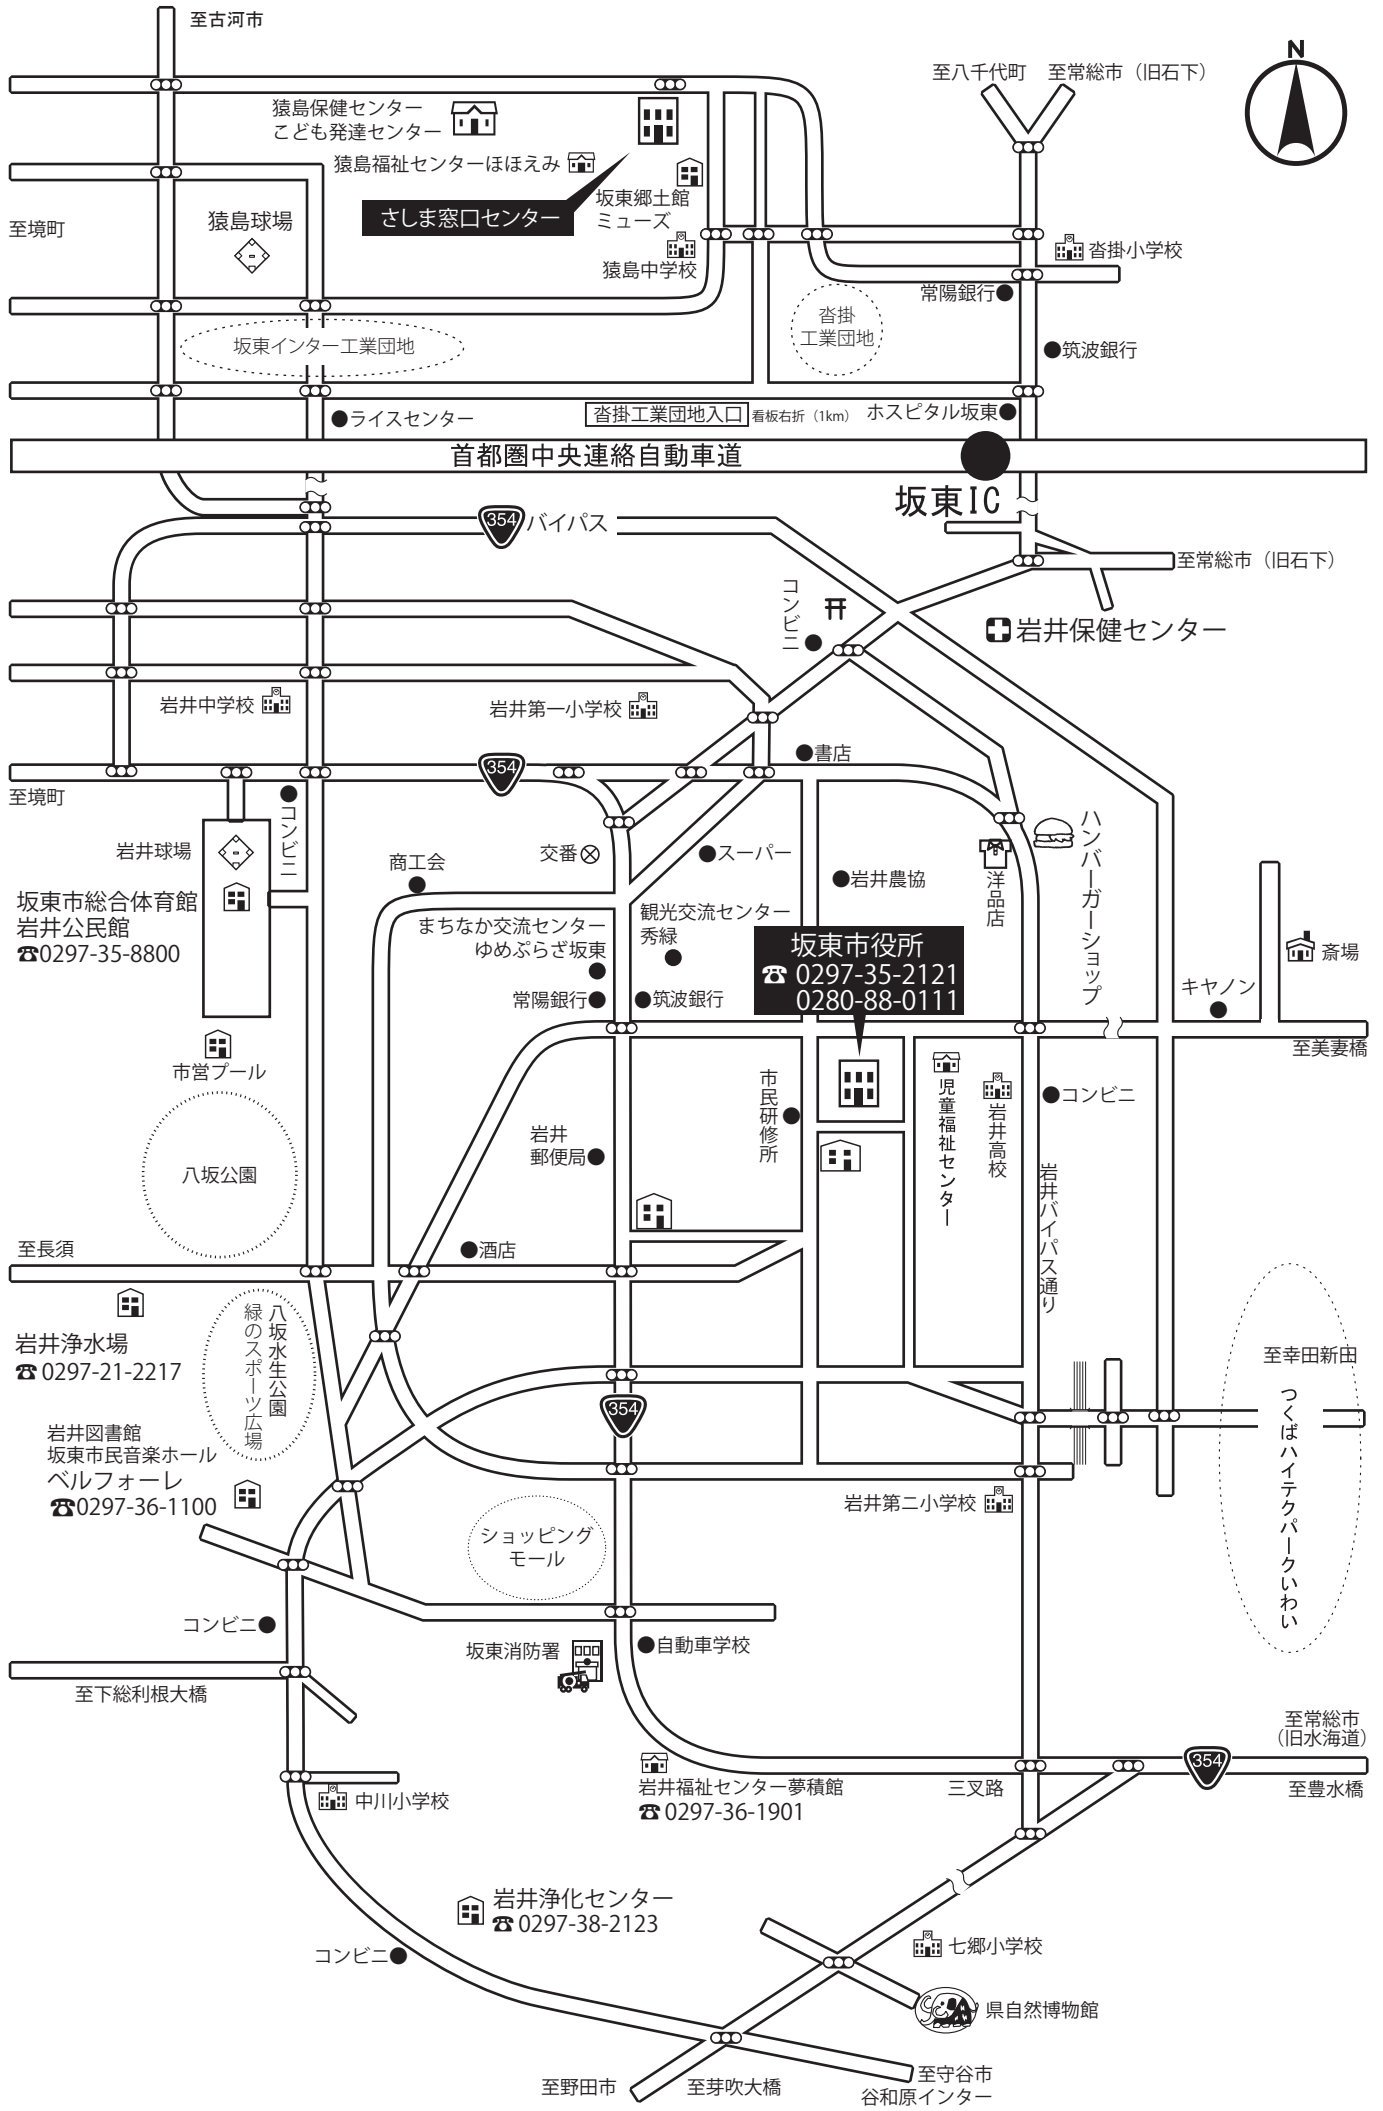 至古河市
N
至八千代町
至常総市（旧石下）
猿島保健センター
こども発達センター
猿島福祉センターほほえみ
坂東郷土館
ミューズ
さしま窓口センター
至境町
猿島球場
猿島中学校
沓掛小学校
常陽銀行
沓掛
工業団地
坂東インター工業団地
筑波銀行
ライスセンター
沓掛工業団地入口
看板右折（1km）
ホスピタル坂東
首都圏中央連絡自動車道
坂東IC
354
バイパス
至常総市（旧石下）
コンビニ
岩井保健センター
岩井中学校
岩井第一小学校
書店
354
至境町
コンビニ
岩井球場
商工会
交番
スーパー
ハンバーガーショップ
洋品店
岩井農協
坂東市総合体育館
岩井公民館
☎0297-35-8800
まちなか交流センター
ゆめぷらざ坂東
観光交流センター
秀緑
坂東市役所
☎ 0297-35-2121
0280-88-0111
斎場
キヤノン
常陽銀行
筑波銀行
至美妻橋
市営プール
市民研修所
児童福祉センター
岩井高校
コンビニ
岩井
郵便局
八坂公園
岩井バイパス通り
至長須
酒店
岩井浄水場
☎ 0297-21-2217
八坂水生公園
緑のスポーツ広場
至幸田新田
つくばハイテクパークいわい
354
岩井図書館
坂東市民音楽ホール
ベルフォーレ
☎0297-36-1100
岩井第二小学校
ショッピング
モール
コンビニ
坂東消防署
自動車学校
至下総利根大橋
至常総市
（旧水海道）
354
岩井福祉センター夢積館
☎ 0297-36-1901
三叉路
至豊水橋
中川小学校
岩井浄化センター
☎ 0297-38-2123
コンビニ
七郷小学校
県自然博物館
至野田市
至芽吹大橋
至守谷市
谷和原インター